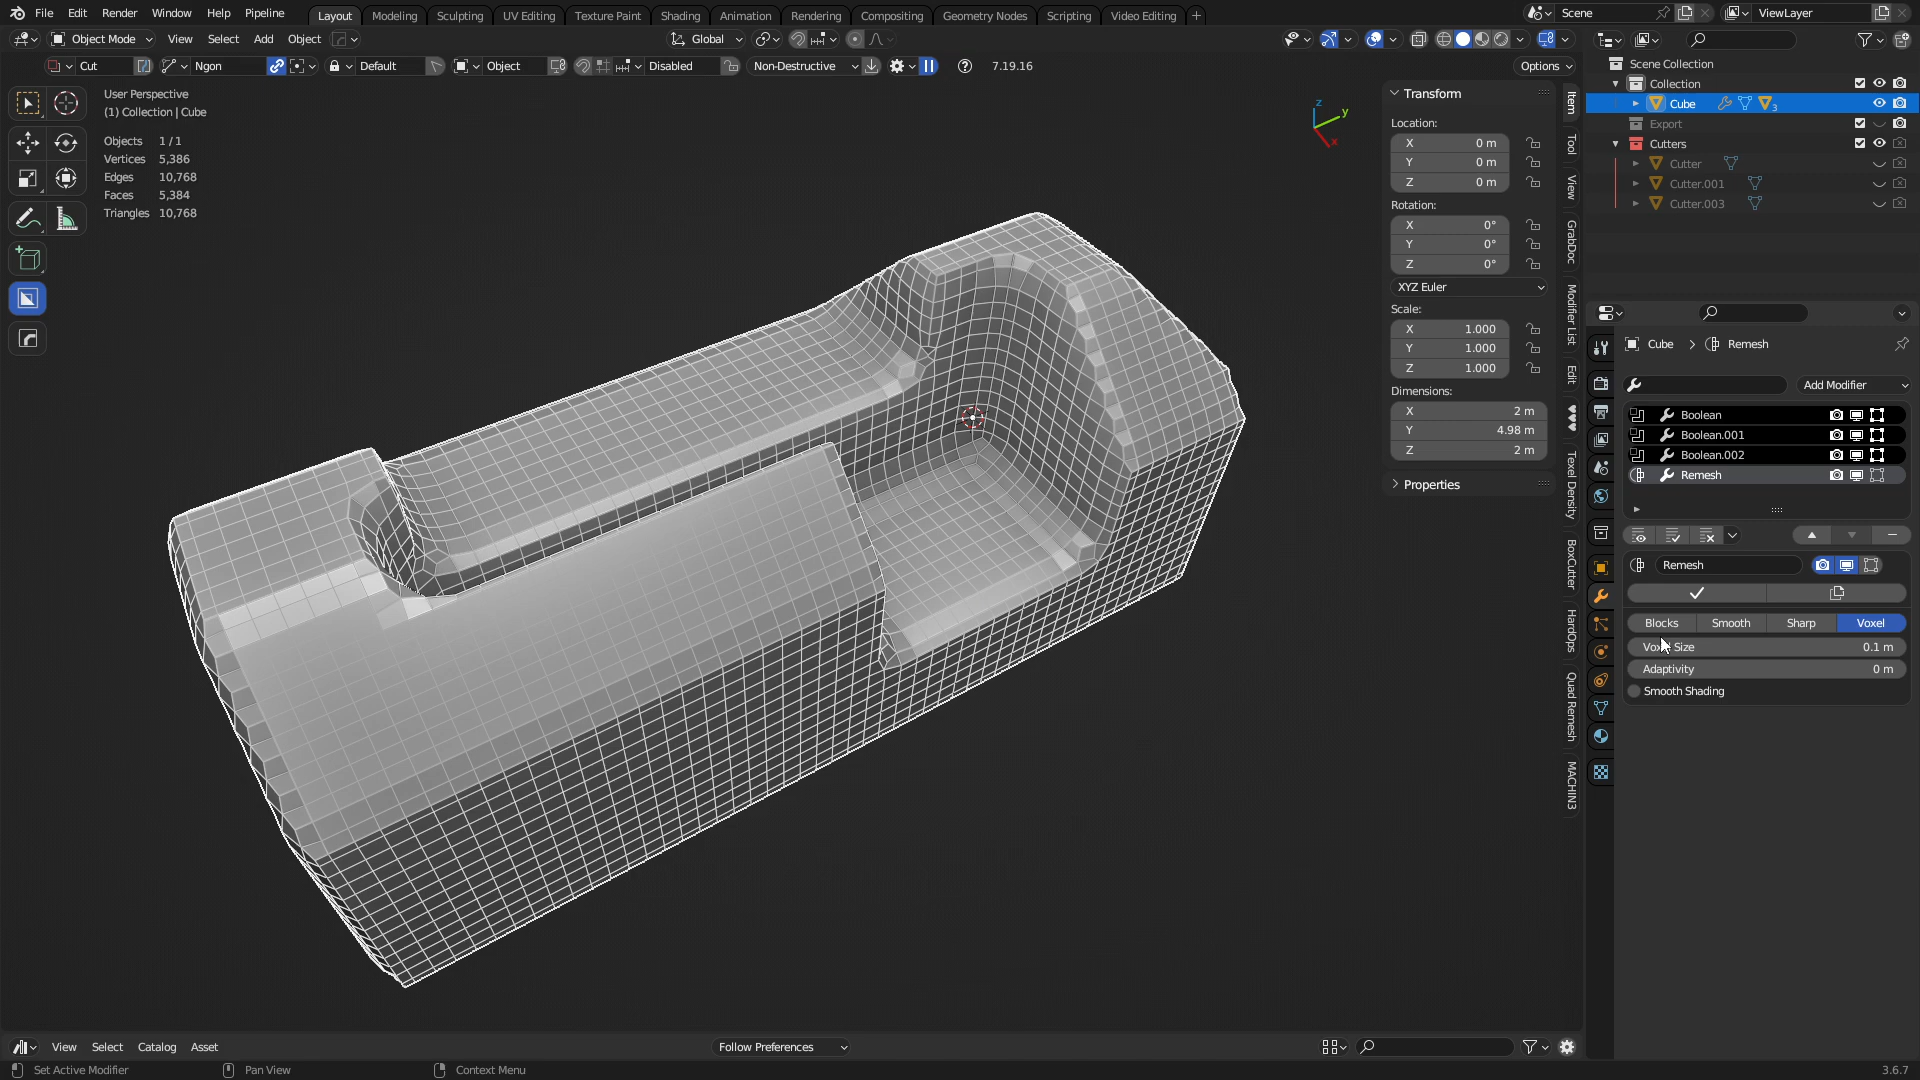 File Edit Render Window Help Pipeline Layout Modeling Sculpting UV Editing Texture Paint Shading Animation Rendering Compositing Geometry Nodes Scripting Video Editing + Scene ViewLayer
Object Mode View Select Add Object Global
Cut Ngon Default Object Disabled Non-Destructive 7.19.16 Options
User Perspective
(1) Collection | Cube
Objects 1/1
Vertices 5,386
Edges 10,768
Faces 5,384
Triangles 10,768
z
y
x
Transform
Location:
X 0 m
Y 0 m
Z 0 m
Rotation:
X 0°
Y 0°
Z 0°
XYZ Euler
Scale:
X 1.000
Y 1.000
Z 1.000
Dimensions:
X 2 m
Y 4.98 m
Z 2 m
Properties
Item
Tool
View
GrabDoc
Modifier List
Edit
Texel Density
BoxCutter
HardOps
Quad Remesh
MACHIN3
Scene Collection
Collection
Cube 3
Export
Cutters
Cutter
Cutter.001
Cutter.003
Cube > Remesh
Add Modifier
Boolean
Boolean.001
Boolean.002
Remesh
Remesh
Blocks Smooth Sharp Voxel
Size 0.1 m
Adaptivity 0 m
Smooth Shading
View Select Catalog Asset Follow Preferences
Set Active Modifier Pan View Context Menu 3.6.7